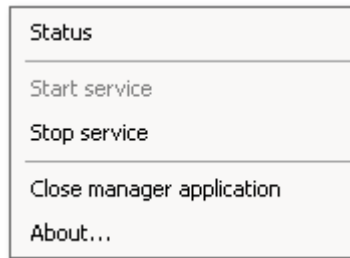 Status
Start service
Stop service
Close manager application
About...